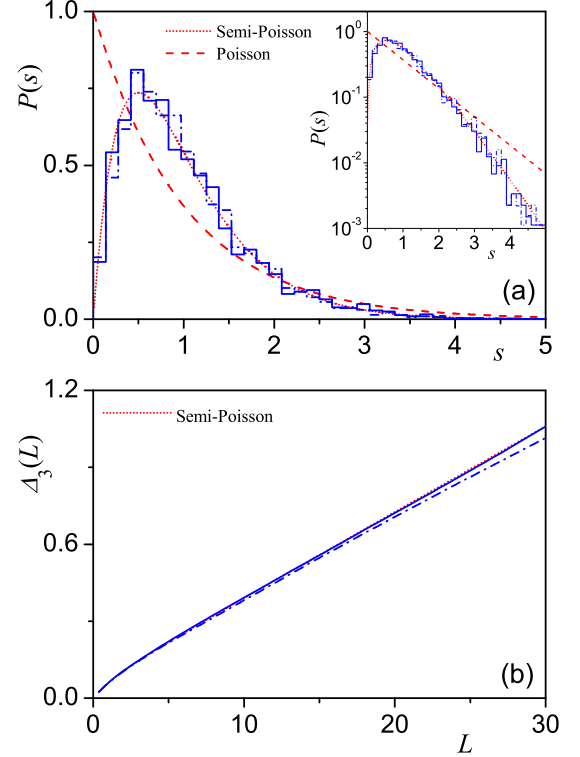 1.0
0.5
0.0
P(s)
Semi-Poisson
Poisson
10^0
10^-1
10^-2
10^-3
P(s)
0 1 2 3 4
s
(a)
0 1 2 3 4 5
s
1.2
0.6
0.0
Δ_3(L)
Semi-Poisson
(b)
0 10 20 30
L